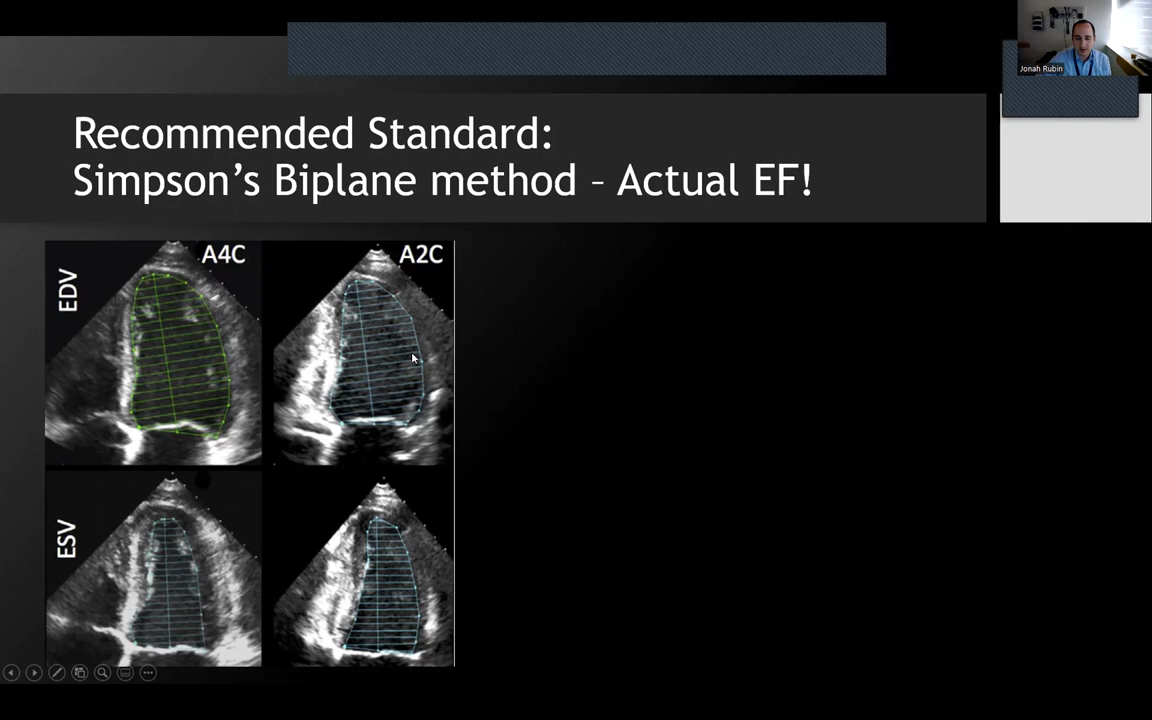 Jonah Rubin
Recommended Standard:
Simpson’s Biplane method – Actual EF!
A4C
A2C
EDV
ESV